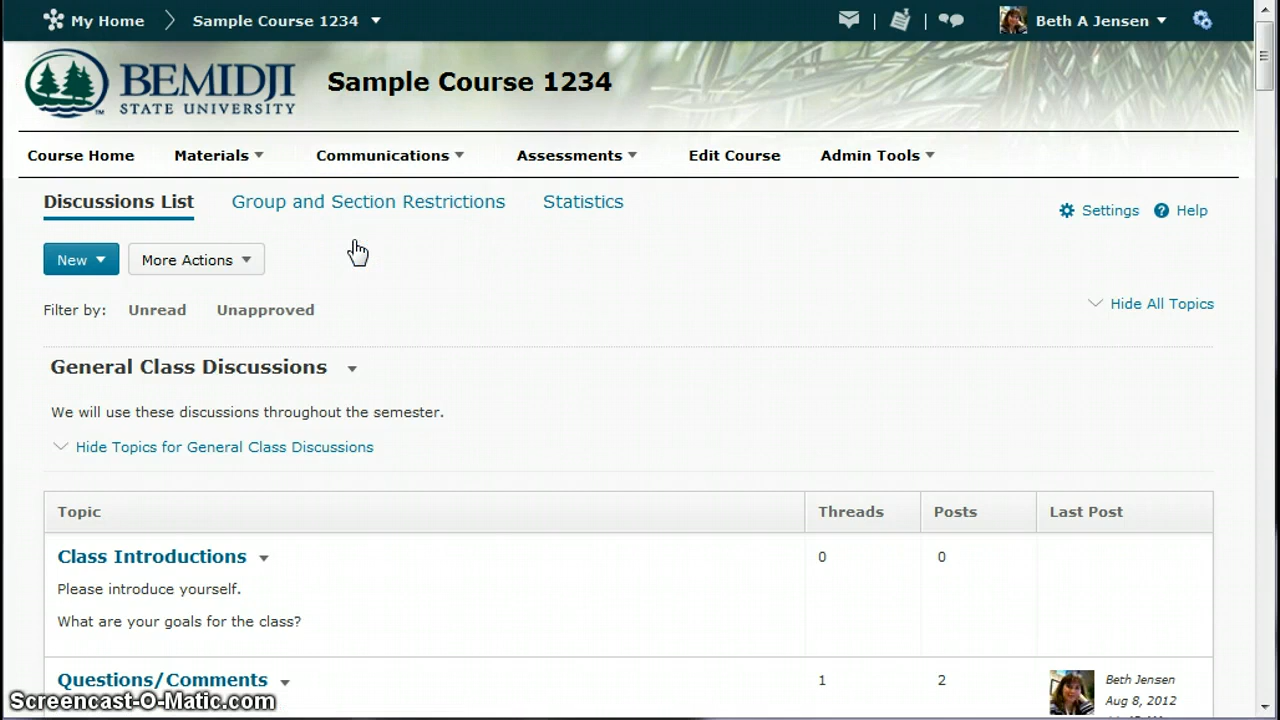 My Home Sample Course 1234 Beth A Jensen
BEMIDJI
STATE UNIVERSITY
Sample Course 1234
Course Home Materials Communications Assessments Edit Course Admin Tools
Discussions List Group and Section Restrictions Statistics
Settings Help
New More Actions
Filter by: Unread Unapproved
Hide All Topics
General Class Discussions
We will use these discussions throughout the semester.
Hide Topics for General Class Discussions
Topic Threads Posts Last Post
Class Introductions 0 0
Please introduce yourself.
What are your goals for the class?
Questions/Comments 1 2 Beth Jensen
Aug 8, 2012
Screencast-O-Matic.com